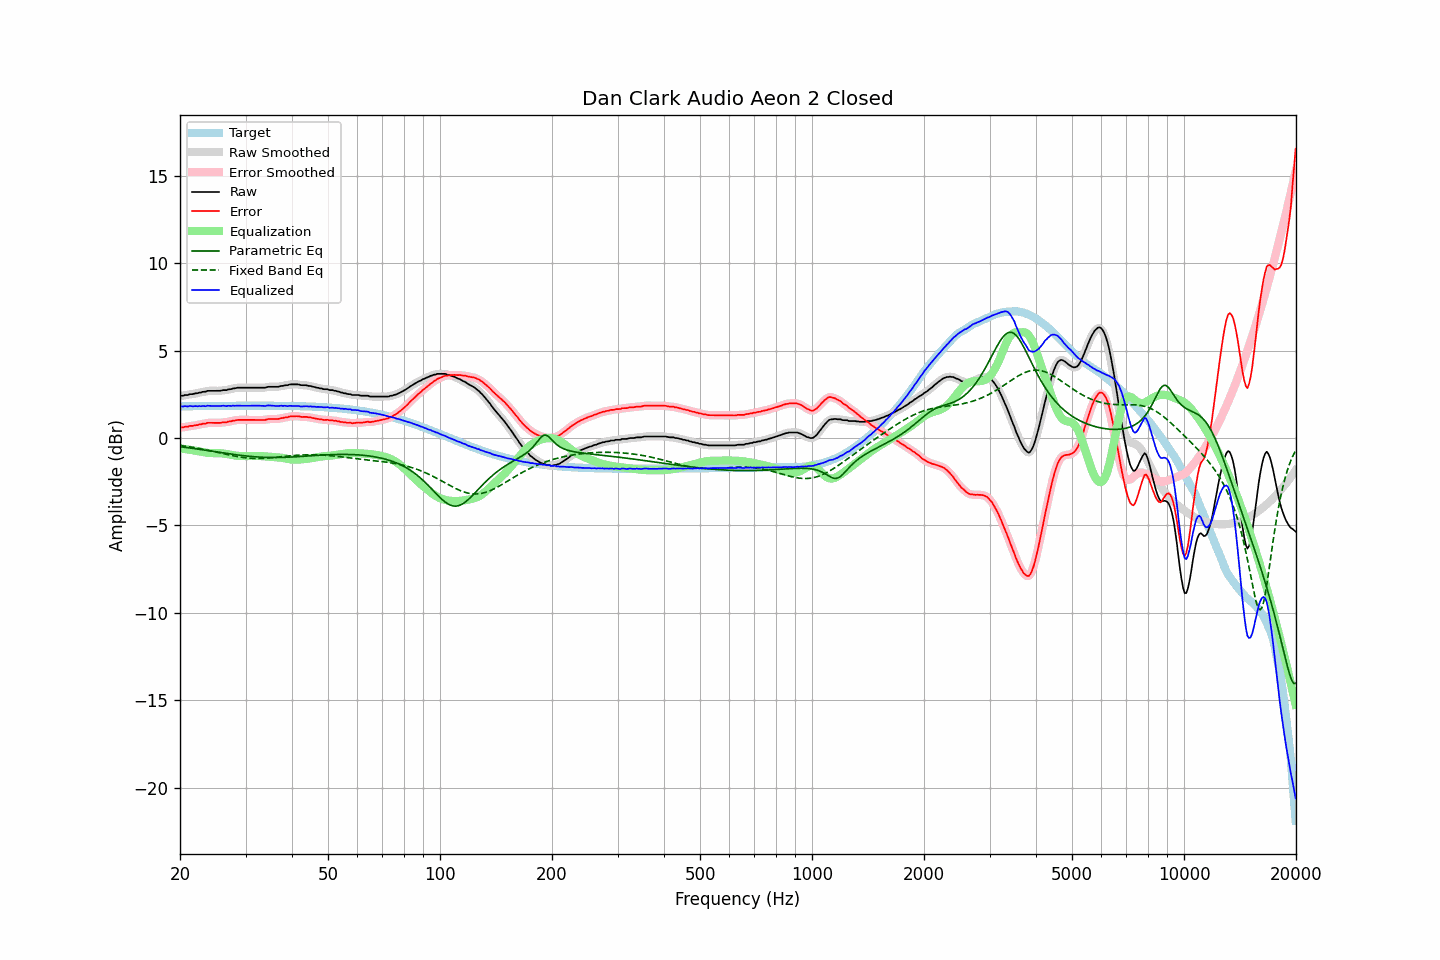 Dan Clark Audio Aeon 2 Closed
Target
Raw Smoothed
Error Smoothed
Raw
Error
Equalization
Parametric Eq
Fixed Band Eq
Equalized
Amplitude (dBr)
15
10
5
0
−5
−10
−15
−20
20
50
100
200
500
1000
2000
5000
10000
20000
Frequency (Hz)